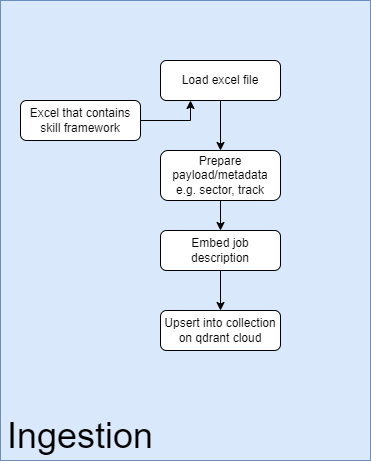 Load excel file
Excel that contains
skill framework
Prepare
payload/metadata
e.g. sector, track
Embed job
description
Upsert into collection
on qdrant cloud
Ingestion